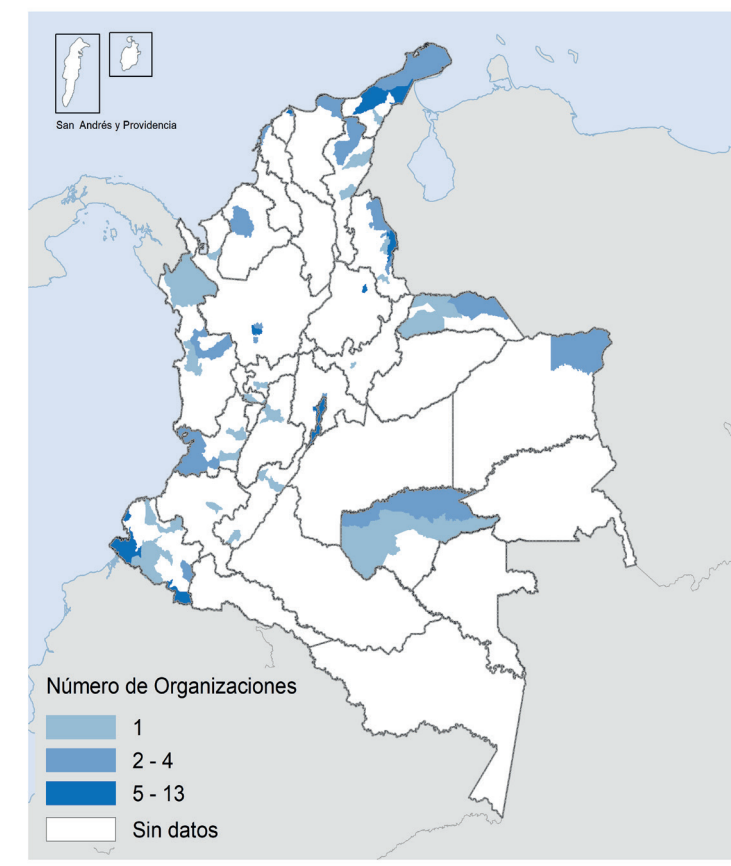 San Andrés y Providencia
Número de Organizaciones
1
2 - 4
5 - 13
Sin datos